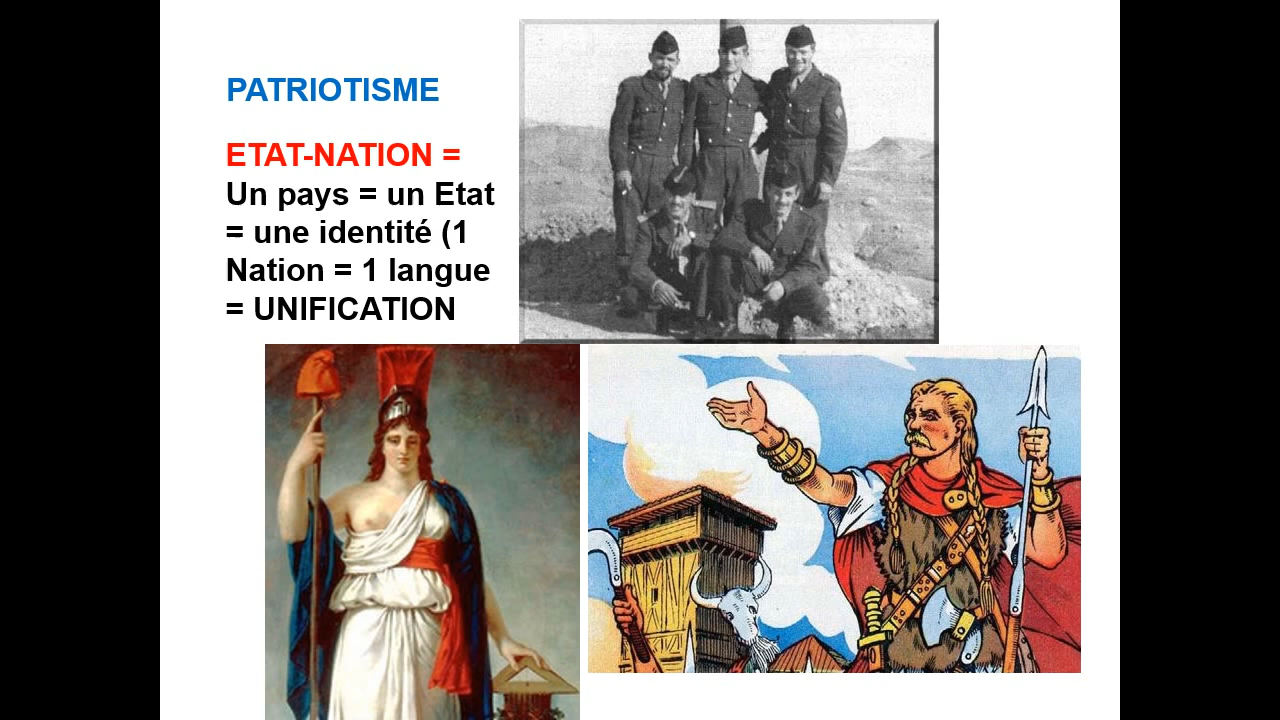 PATRIOTISME
ETAT-NATION =
Un pays = un Etat
= une identité (1
Nation = 1 langue
= UNIFICATION